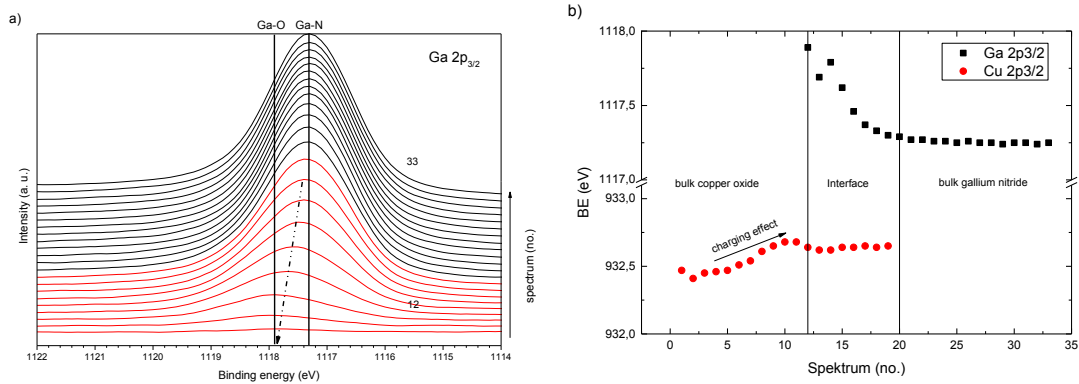 a)
Ga-O
Ga-N
Ga 2p3/2
Intensity (a. u.)
33
12
spectrum (no.)
1122
1121
1120
1119
1118
1117
1116
1115
1114
Binding energy (eV)
b)
1118,0
1117,5
1117,0
933,0
932,5
932,0
BE (eV)
Ga 2p3/2
Cu 2p3/2
bulk copper oxide
Interface
bulk gallium nitride
charging effect
0
5
10
15
20
25
30
35
Spektrum (no.)